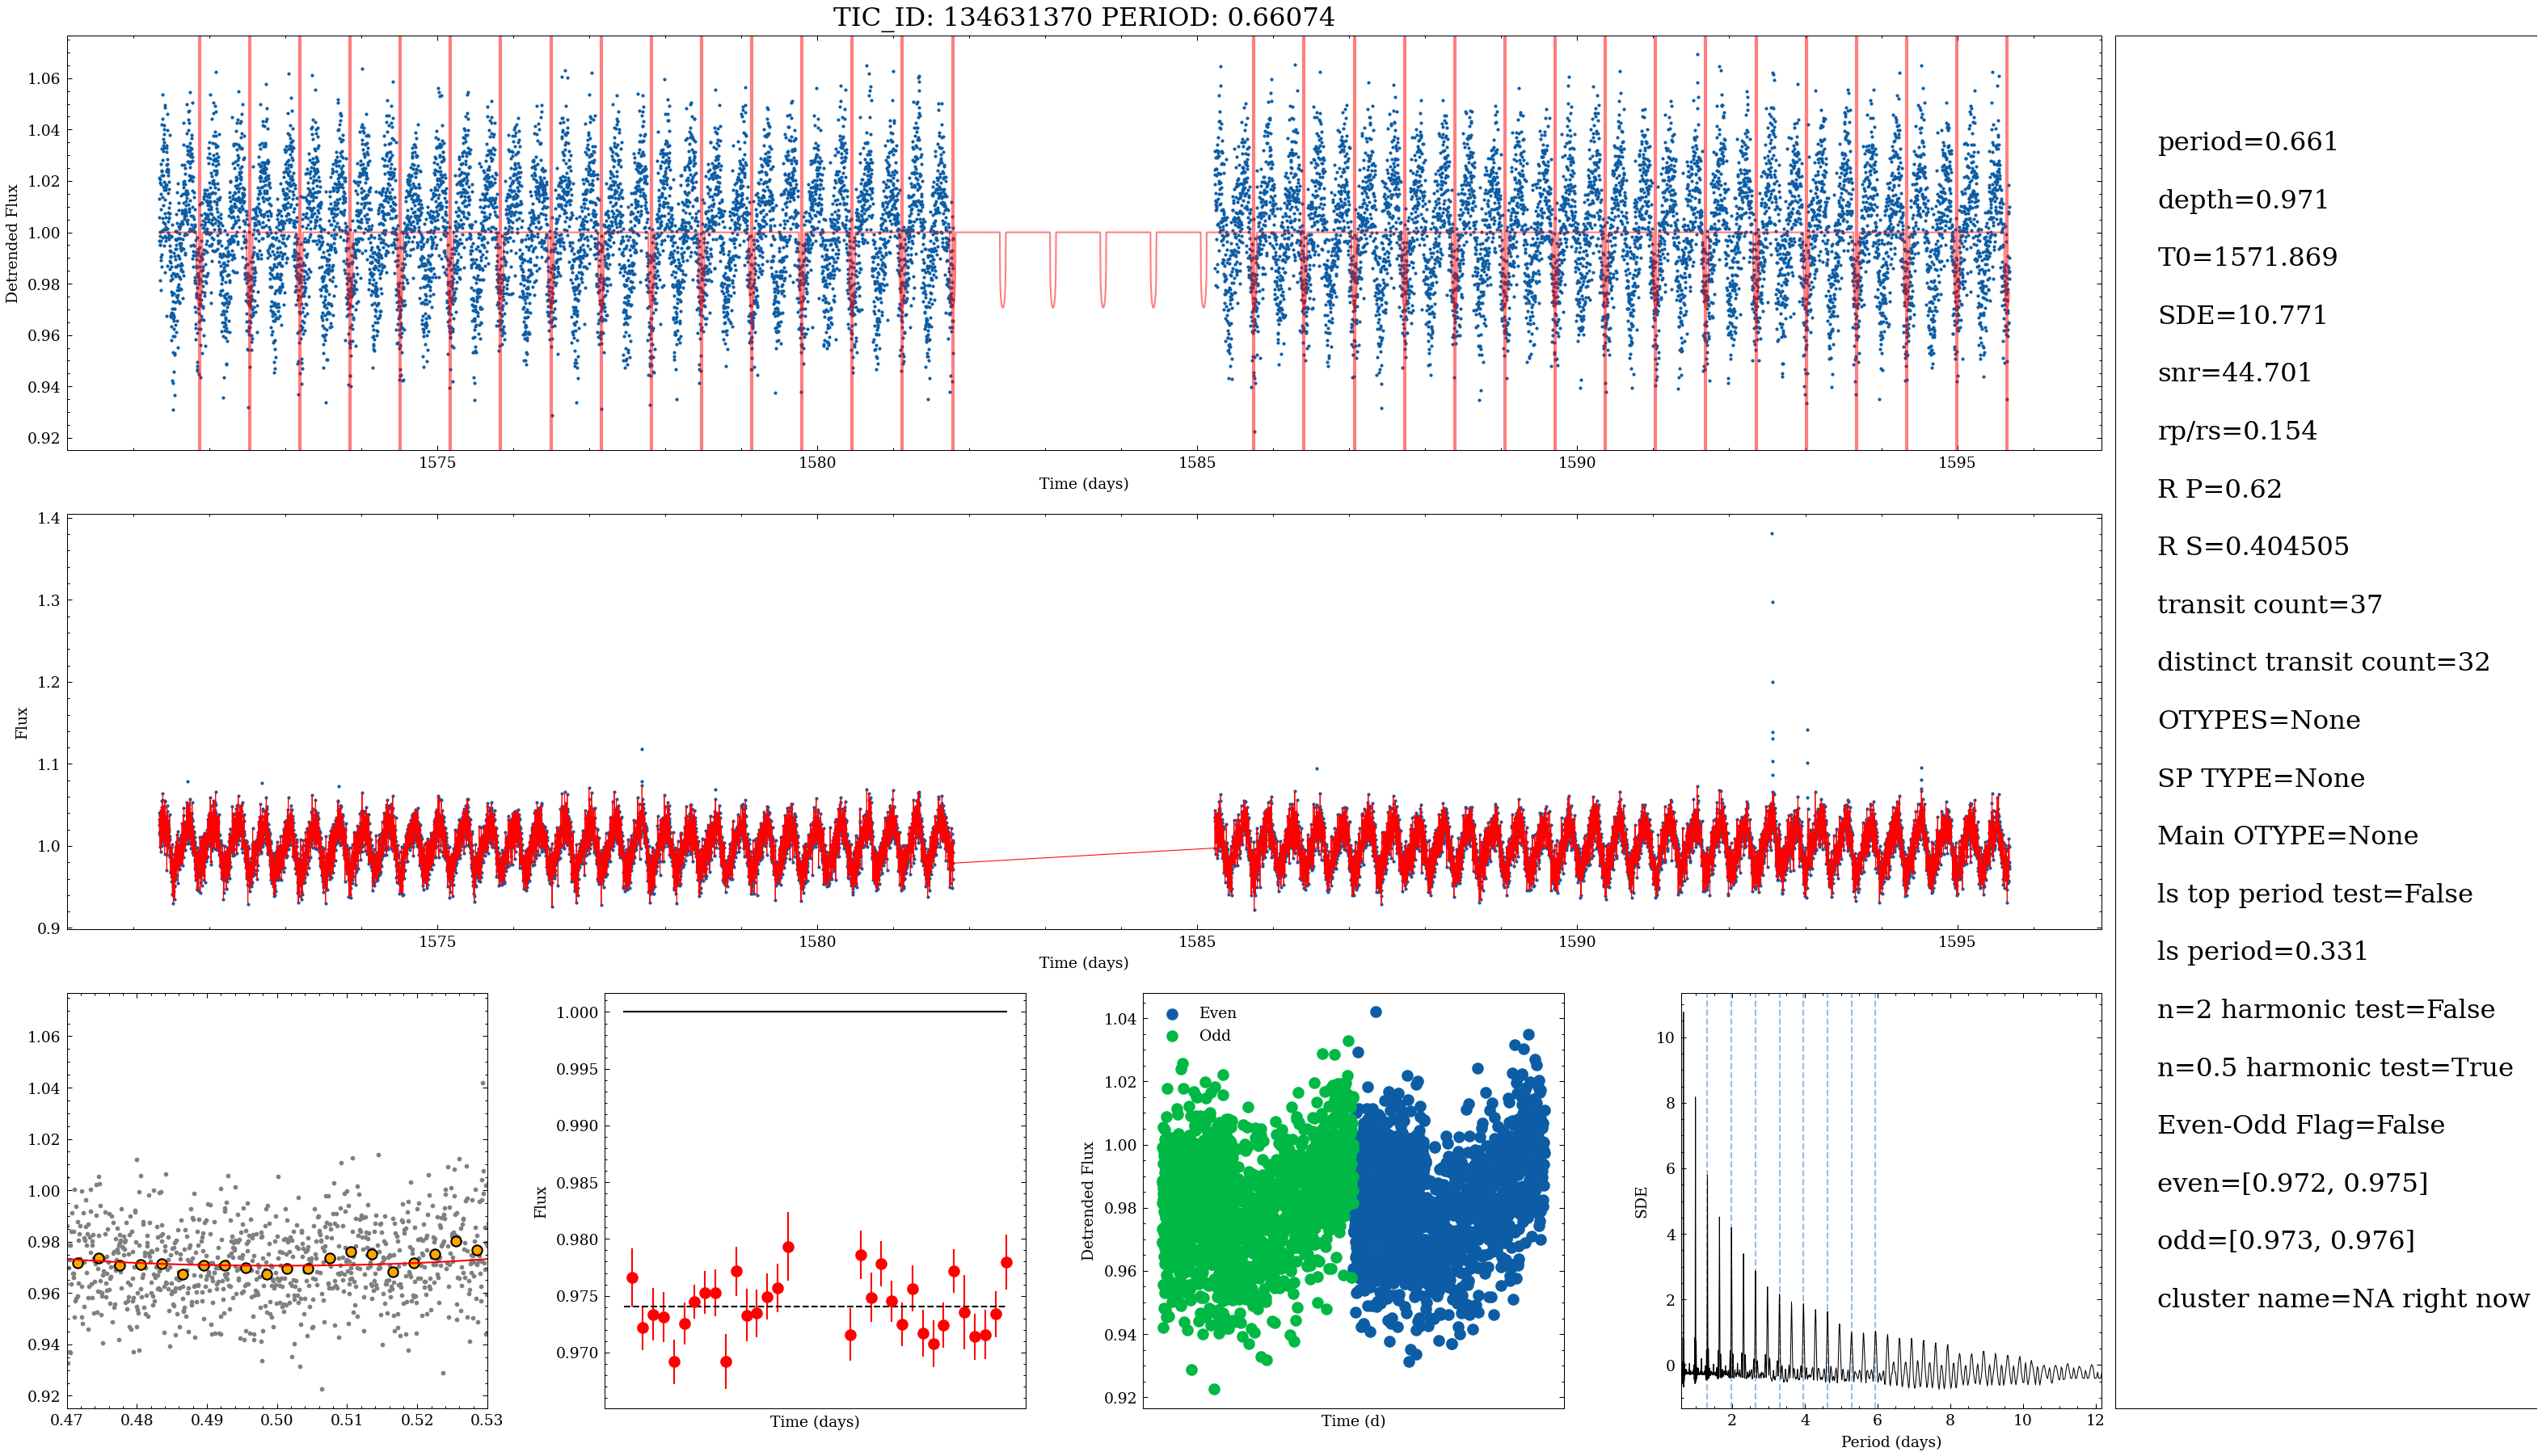 TIC_ID: 134631370 PERIOD: 0.66074
1.06
1.04
1.02
1.00
0.98
0.96
0.94
0.92
Detrended Flux
1575
1580
1585
1590
1595
Time (days)
1.4
1.3
1.2
1.1
1.0
0.9
Flux
1575
1580
1585
1590
1595
Time (days)
1.06
1.04
1.02
1.00
0.98
0.96
0.94
0.92
0.47
0.48
0.49
0.50
0.51
0.52
0.53
1.000
0.995
0.990
0.985
0.980
0.975
0.970
Flux
Time (days)
1.04
1.02
1.00
0.98
0.96
0.94
0.92
Detrended Flux
Even
Odd
Time (d)
10
8
6
4
2
0
SDE
2
4
6
8
10
12
Period (days)
period=0.661
depth=0.971
T0=1571.869
SDE=10.771
snr=44.701
rp/rs=0.154
R P=0.62
R S=0.404505
transit count=37
distinct transit count=32
OTYPES=None
SP TYPE=None
Main OTYPE=None
ls top period test=False
ls period=0.331
n=2 harmonic test=False
n=0.5 harmonic test=True
Even-Odd Flag=False
even=[0.972, 0.975]
odd=[0.973, 0.976]
cluster name=NA right now